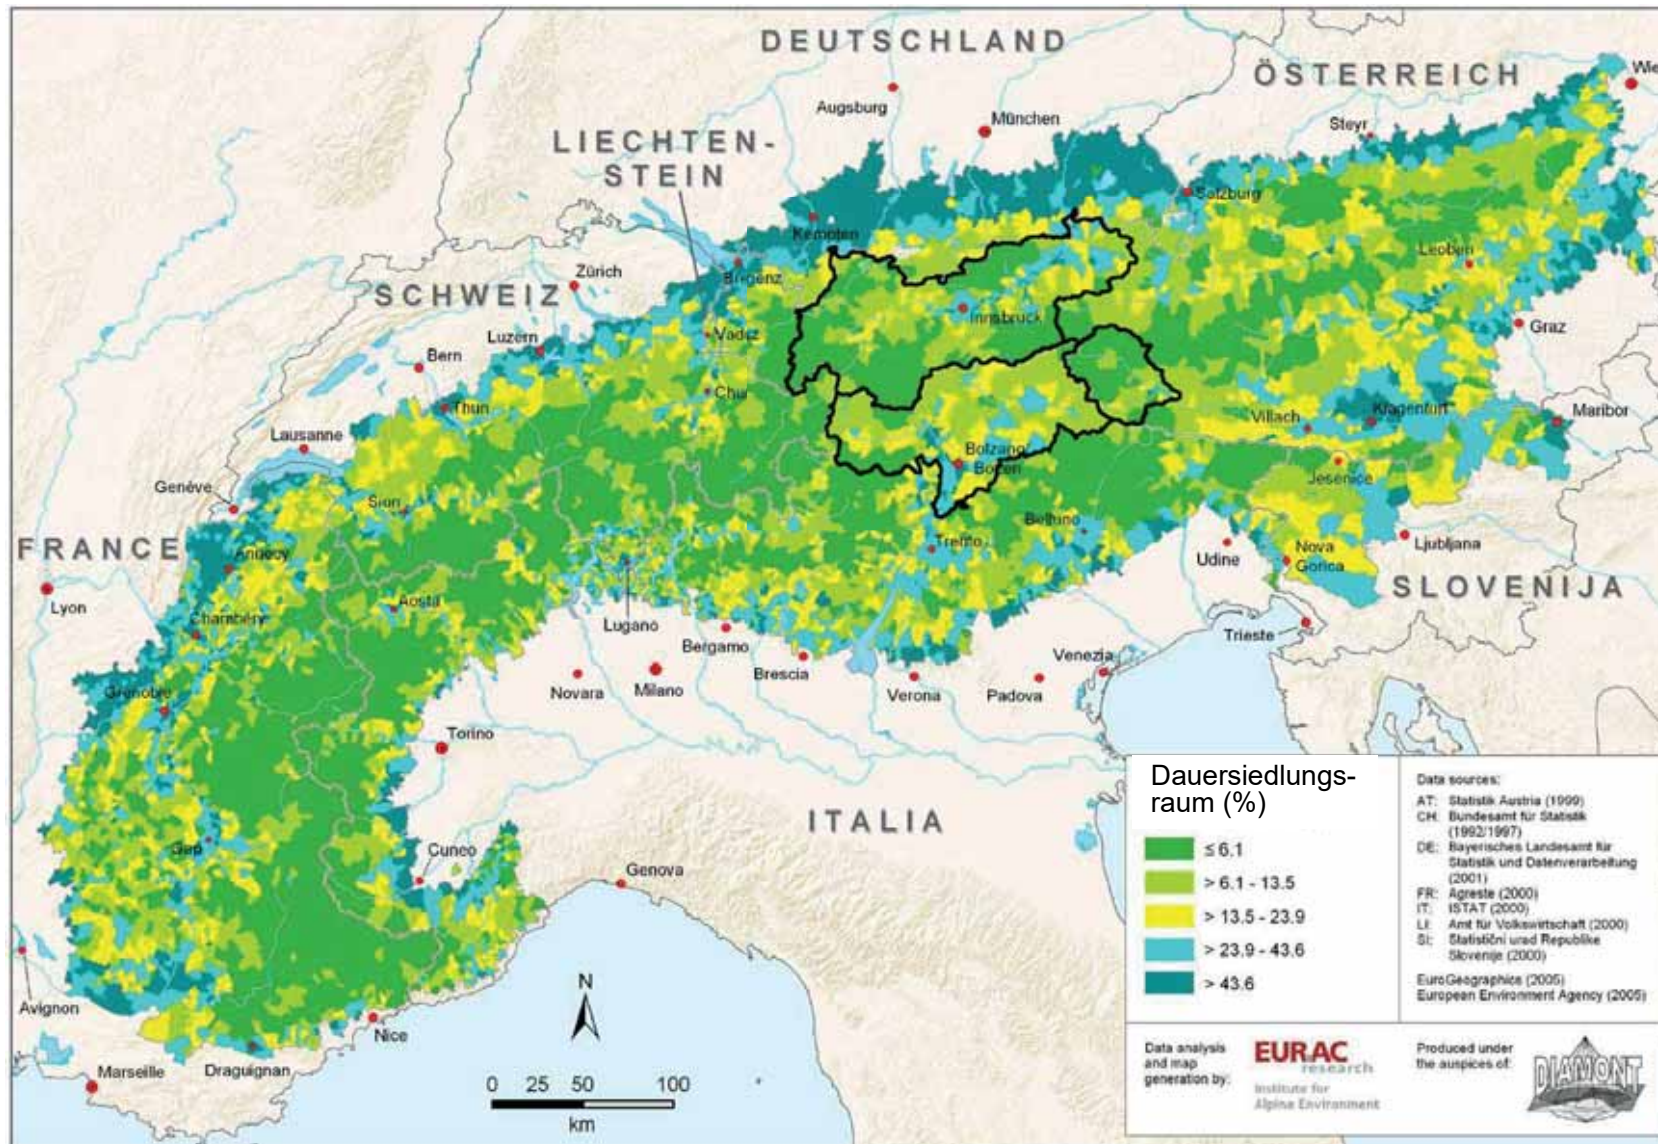 DEUTSCHLAND
ÖSTERREICH
Wie
Augsburg
München
Steyr
LIECHTEN-
STEIN
Salzburg
Kempten
Leoben
Bregenz
Zürich
SCHWEIZ
Innsbruck
Graz
Vaduz
Luzern
Bern
Chur
Thun
Villach
Klagenfurt
Maribor
Lausanne
Bolzano/
Bozen
Jesenice
Genéve
Sion
Belluno
FRANCE
Annecy
Trento
Udine
Nova
Gorica
Ljubljana
SLOVENIJA
Lyon
Aosta
Chambéry
Lugano
Bergamo
Trieste
Brescia
Venezia
Grenoble
Novara
Milano
Verona
Padova
Torino
ITALIA
Gap
Cuneo
Genova
Avignon
Nice
Marseille
Draguignan
N
0 25 50 100
km
Dauersiedlungs-
raum (%)
≤ 6.1
> 6.1 - 13.5
> 13.5 - 23.9
> 23.9 - 43.6
> 43.6
Data sources:
AT: Statistik Austria (1999)
CH: Bundesamt für Statistik
(1992/1997)
DE: Bayerisches Landesamt für
Statistik und Datenverarbeitung
(2001)
FR: Agreste (2000)
IT: ISTAT (2000)
LI: Amt für Volkswirtschaft (2000)
SI: Statistični urad Republike
Slovenije (2000)
EuroGeographics (2005)
European Environment Agency (2005)
Data analysis
and map
generation by:
EURAC
research
Institute for
Alpine Environment
Produced under
the auspices of:
DIAMONT